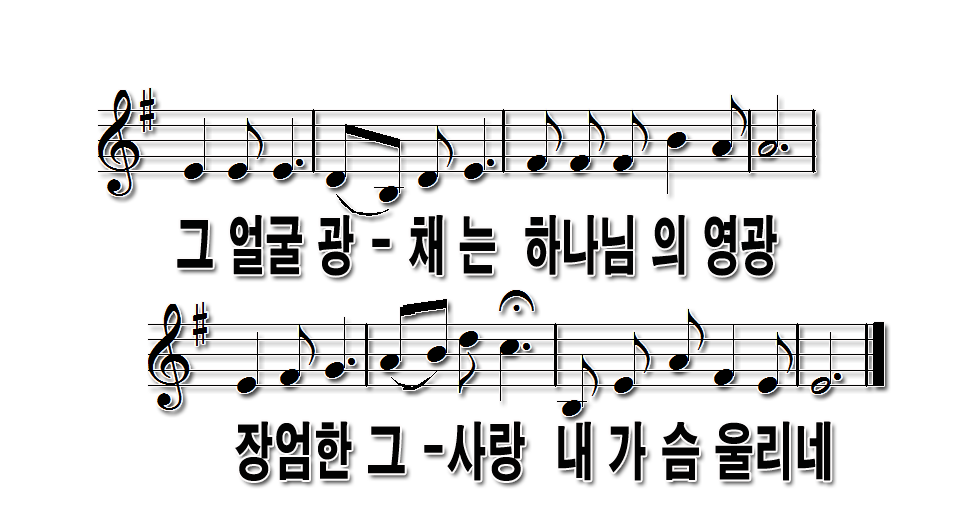 그 얼굴 광 - 채 는 하나님 의 영광
장엄한 그 -사랑 내 가 슴 울리네